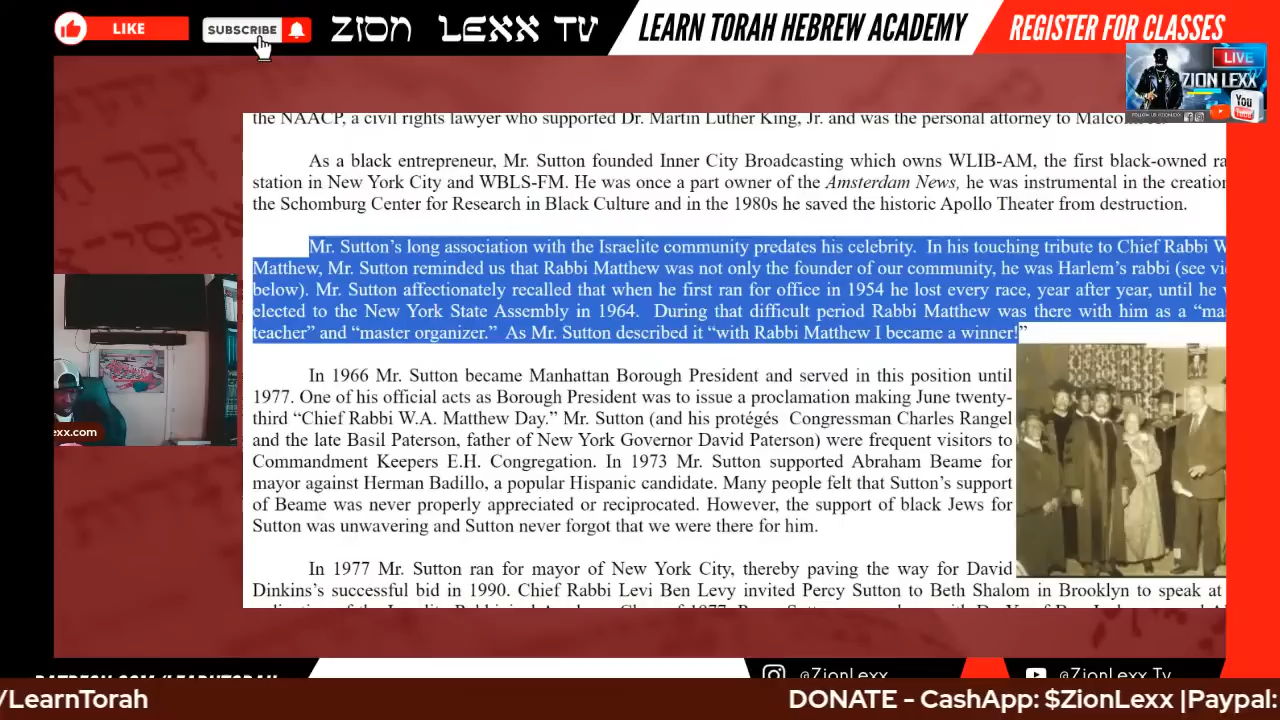 LIKE
SUBSCRIBE
ZION LEXX TV
LEARN TORAH HEBREW ACADEMY
REGISTER FOR CLASSES
LIVE
ZION LEXX
You
the NAACP, a civil rights lawyer who supported Dr. Martin Luther King, Jr. and was the personal attorney to
As a black entrepreneur, Mr. Sutton founded Inner City Broadcasting which owns WLIB-AM, the first black-owned ra
station in New York City and WBLS-FM. He was once a part owner of the Amsterdam News, he was instrumental in the creation
the Schomburg Center for Research in Black Culture and in the 1980s he saved the historic Apollo Theater from destruction.
Mr. Sutton's long association with the Israelite community predates his celebrity. In his touching tribute to Chief Rabbi W
Matthew, Mr. Sutton reminded us that Rabbi Matthew was not only the founder of our community, he was Harlem's rabbi (see vi
below). Mr. Sutton affectionately recalled that when he first ran for office in 1954 he lost every race, year after year, until he w
elected to the New York State Assembly in 1964. During that difficult period Rabbi Matthew was there with him as a “mas
teacher” and “master organizer.” As Mr. Sutton described it “with Rabbi Matthew I became a winner!”
In 1966 Mr. Sutton became Manhattan Borough President and served in this position until
1977. One of his official acts as Borough President was to issue a proclamation making June twenty-
third “Chief Rabbi W.A. Matthew Day.” Mr. Sutton (and his protégés Congressman Charles Rangel
and the late Basil Paterson, father of New York Governor David Paterson) were frequent visitors to
Commandment Keepers E.H. Congregation. In 1973 Mr. Sutton supported Abraham Beame for
mayor against Herman Badillo, a popular Hispanic candidate. Many people felt that Sutton's support
of Beame was never properly appreciated or reciprocated. However, the support of black Jews for
Sutton was unwavering and Sutton never forgot that we were there for him.
In 1977 Mr. Sutton ran for mayor of New York City, thereby paving the way for David
Dinkins's successful bid in 1990. Chief Rabbi Levi Ben Levy invited Percy Sutton to Beth Shalom in Brooklyn to speak at
exx.com
PATREON.COM/LEARNTORAH
@ZionLexx
@ZionLexx Tv
/LearnTorah
DONATE - CashApp: $ZionLexx |Paypal: